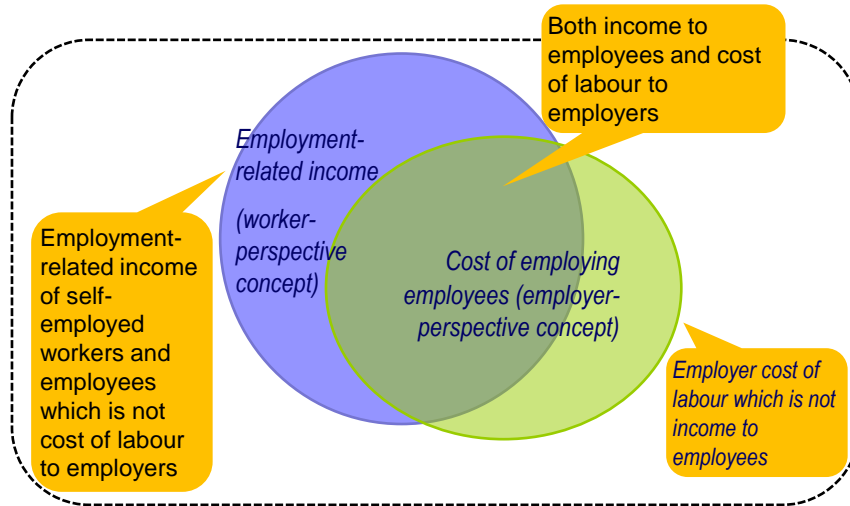 Both income to
employees and cost
of labour to
employers
Employment-
related income
(worker-
perspective
concept)
Cost of employing
employees (employer-
perspective concept)
Employment-
related income
of self-
employed
workers and
employees
which is not
cost of labour
to employers
Employer cost of
labour which is not
income to
employees